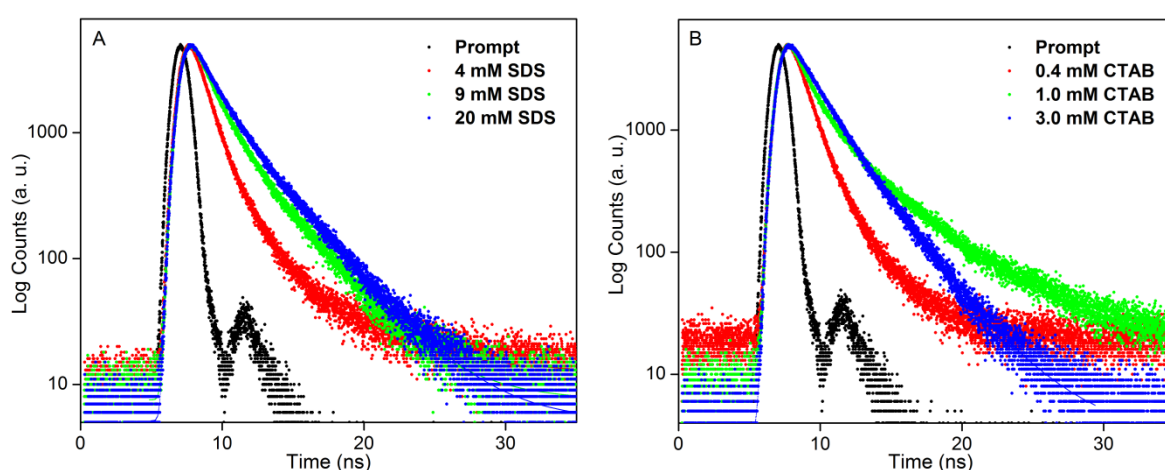 A
Prompt
4 mM SDS
9 mM SDS
20 mM SDS
1000
100
10
Log Counts (a. u.)
0
10
20
30
Time (ns)
B
Prompt
0.4 mM CTAB
1.0 mM CTAB
3.0 mM CTAB
1000
100
10
Log Counts (a. u.)
0
10
20
30
Time (ns)